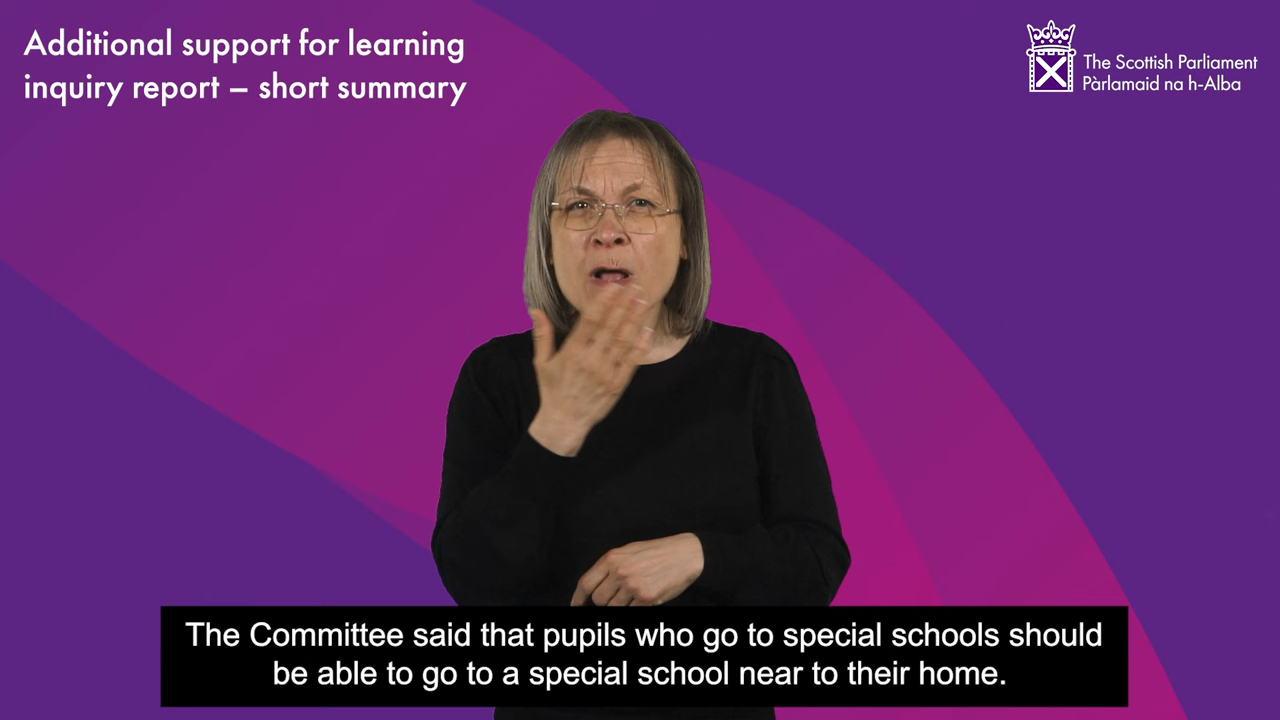 Additional support for learning
inquiry report – short summary
The Scottish Parliament
Pàrlamaid na h-Alba
The Committee said that pupils who go to special schools should
be able to go to a special school near to their home.